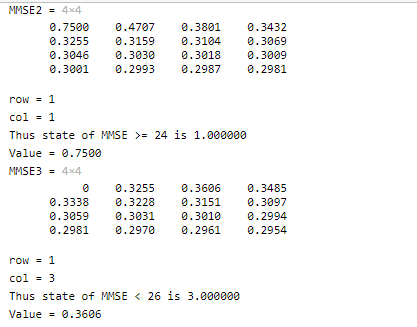 MMSE2 = 4×4
0.7500 0.4707 0.3801 0.3432
0.3255 0.3159 0.3104 0.3069
0.3046 0.3030 0.3018 0.3009
0.3001 0.2993 0.2987 0.2981
row = 1
col = 1
Thus state of MMSE >= 24 is 1.000000
Value = 0.7500
MMSE3 = 4×4
0 0.3255 0.3606 0.3485
0.3338 0.3228 0.3151 0.3097
0.3059 0.3031 0.3010 0.2994
0.2981 0.2970 0.2961 0.2954
row = 1
col = 3
Thus state of MMSE < 26 is 3.000000
Value = 0.3606